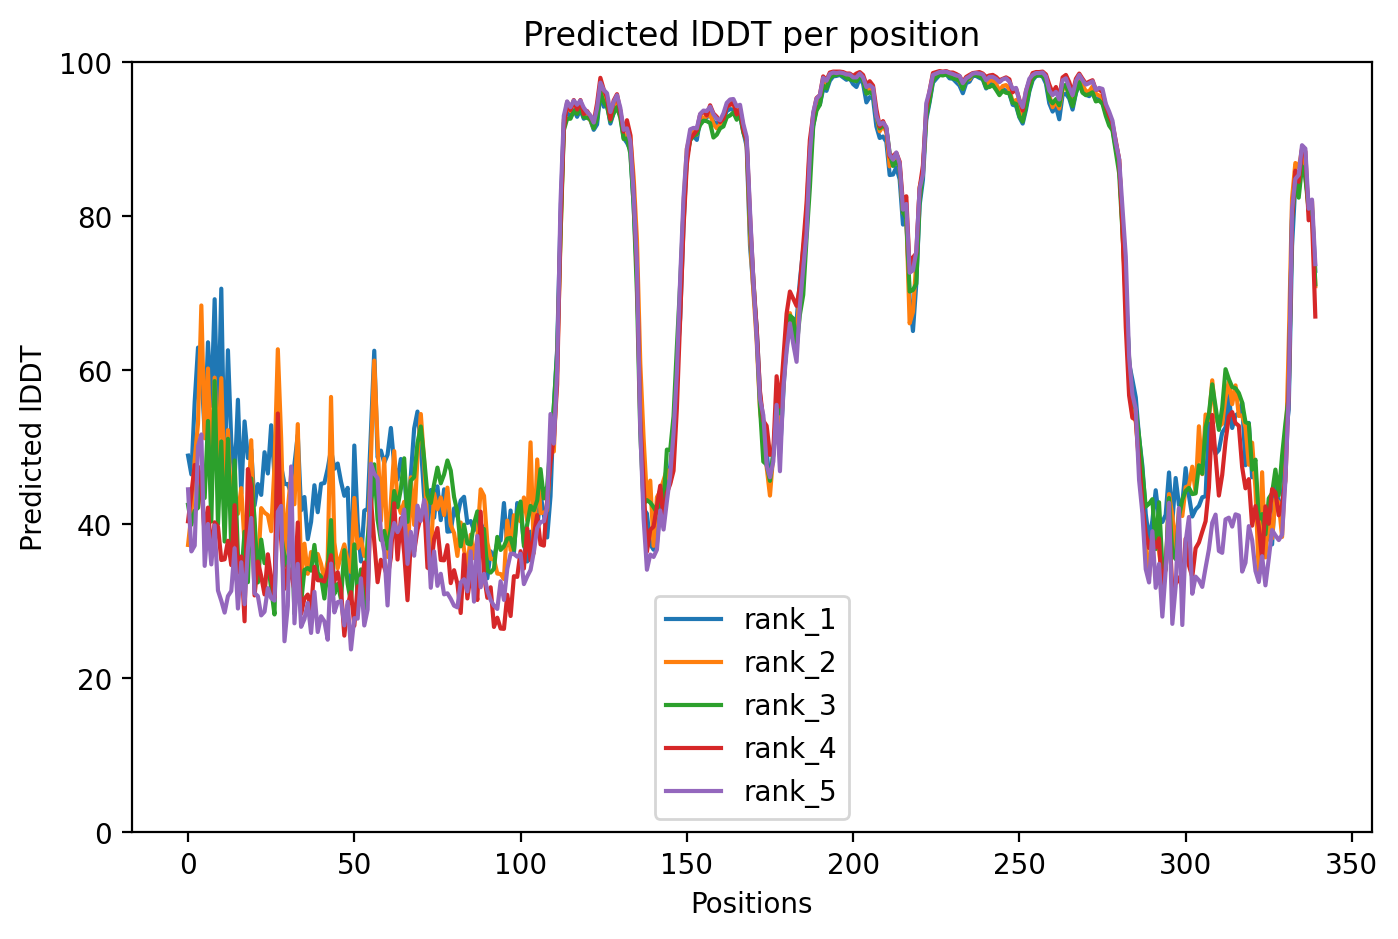 Predicted lDDT per position
Predicted lDDT
100
80
60
40
20
0
0 50 100 150 200 250 300 350
Positions
rank_1
rank_2
rank_3
rank_4
rank_5